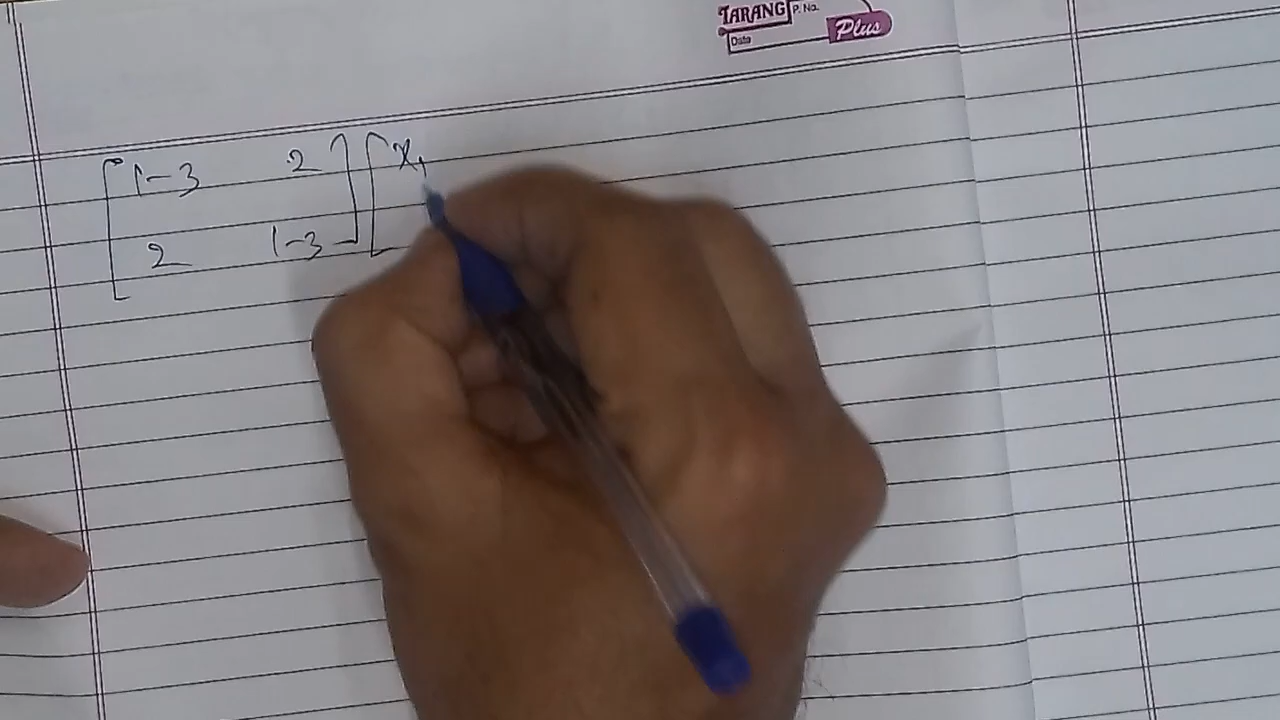 TARANG P. No.
Date Plus
[ 1-3 2 ] [ x₁
2 1-3